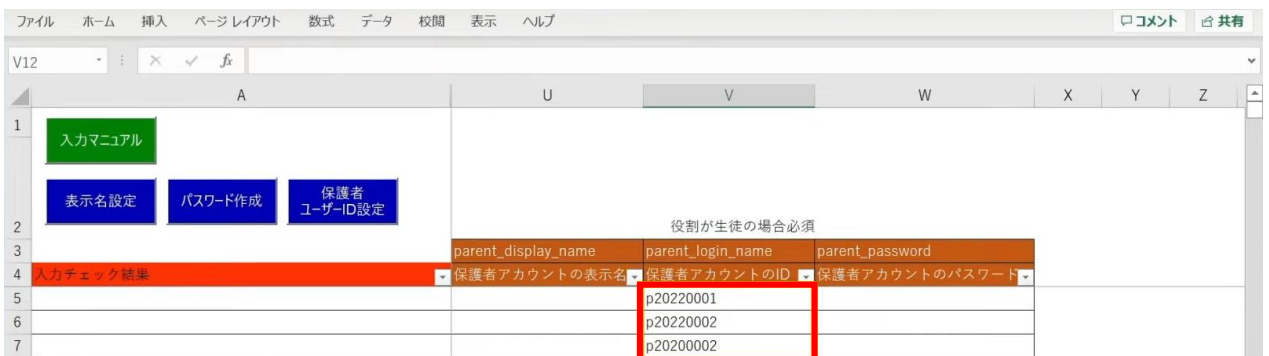 ファイル ホーム 挿入 ページ レイアウト 数式 データ 校閲 表示 ヘルプ コメント 共有
V12 fx
A U V W X Y Z
1
入力マニュアル
表示名設定 パスワード作成 保護者
ユーザーID設定
2 役割が生徒の場合必須
3 parent_display_name parent_login_name parent_password
4 入力チェック結果 保護者アカウントの表示名 保護者アカウントのID 保護者アカウントのパスワード
5 p20220001
6 p20220002
7 p20200002